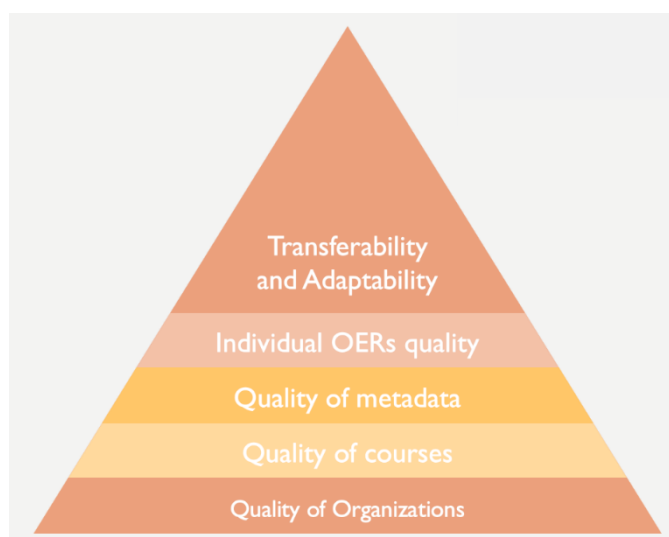 Transferability
and Adaptability
Individual OERs quality
Quality of metadata
Quality of courses
Quality of Organizations